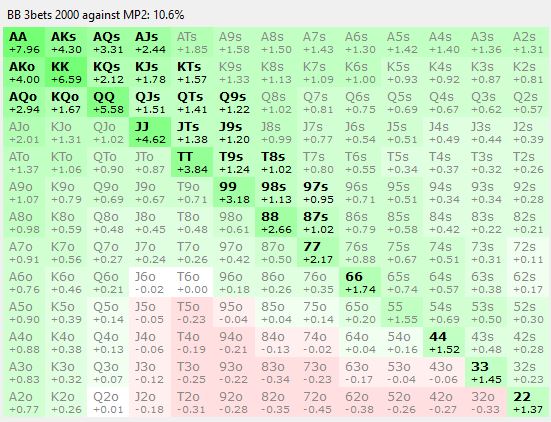 BB 3bets 2000 against MP2: 10.6%
AA AKs AQs AJs ATs A9s A8s A7s A6s A5s A4s A3s A2s
+7.96 +4.30 +3.31 +2.44 +1.85 +1.58 +1.50 +1.43 +1.30 +1.42 +1.40 +1.36 +1.31
AKo KK KQs KJs KTs K9s K8s K7s K6s K5s K4s K3s K2s
+4.00 +6.59 +2.12 +1.78 +1.57 +1.33 +1.13 +1.09 +1.00 +0.93 +0.92 +0.87 +0.81
AQo KQo QQ QJs QTs Q9s Q8s Q7s Q6s Q5s Q4s Q3s Q2s
+2.94 +1.67 +5.58 +1.51 +1.41 +1.22 +1.02 +0.81 +0.75 +0.69 +0.67 +0.62 +0.57
AJo KJo QJo JJ JTs J9s J8s J7s J6s J5s J4s J3s J2s
+2.01 +1.31 +1.02 +4.62 +1.38 +1.20 +0.99 +0.77 +0.54 +0.51 +0.49 +0.44 +0.39
ATo KTo QTo JTo TT T9s T8s T7s T6s T5s T4s T3s T2s
+1.37 +1.06 +0.90 +0.87 +3.84 +1.24 +1.02 +0.80 +0.55 +0.34 +0.37 +0.32 +0.26
A9o K9o Q9o J9o T9o 99 98s 97s 96s 95s 94s 93s 92s
+1.07 +0.79 +0.69 +0.67 +0.71 +3.18 +1.13 +0.95 +0.71 +0.51 +0.34 +0.34 +0.28
A8o K8o Q8o J8o T8o 98o 88 87s 86s 85s 84s 83s 82s
+0.98 +0.59 +0.48 +0.45 +0.48 +0.61 +2.66 +1.02 +0.79 +0.58 +0.42 +0.22 +0.21
A7o K7o Q7o J7o T7o 97o 87o 77 76s 75s 74s 73s 72s
+0.91 +0.56 +0.27 +0.24 +0.26 +0.42 +0.50 +2.17 +0.88 +0.67 +0.51 +0.31 +0.11
A6o K6o Q6o J6o T6o 96o 86o 76o 66 65s 64s 63s 62s
+0.76 +0.46 +0.21 -0.02 +0.00 +0.18 +0.26 +0.35 +1.74 +0.74 +0.57 +0.38 +0.17
A5o K5o Q5o J5o T5o 95o 85o 75o 65o 55 54s 53s 52s
+0.90 +0.39 +0.14 -0.05 -0.23 -0.04 +0.04 +0.14 +0.20 +1.55 +0.69 +0.50 +0.30
A4o K4o Q4o J4o T4o 94o 84o 74o 64o 54o 44 43s 42s
+0.88 +0.38 +0.13 -0.06 -0.19 -0.21 -0.13 -0.02 +0.04 +0.16 +1.52 +0.48 +0.28
A3o K3o Q3o J3o T3o 93o 83o 73o 63o 53o 43o 33 32s
+0.83 +0.32 +0.07 -0.12 -0.25 -0.22 -0.34 -0.23 -0.17 -0.04 -0.06 +1.45 +0.23
A2o K2o Q2o J2o T2o 92o 82o 72o 62o 52o 42o 32o 22
+0.77 +0.26 +0.01 -0.18 -0.31 -0.28 -0.35 -0.45 -0.38 -0.26 -0.27 -0.33 +1.37